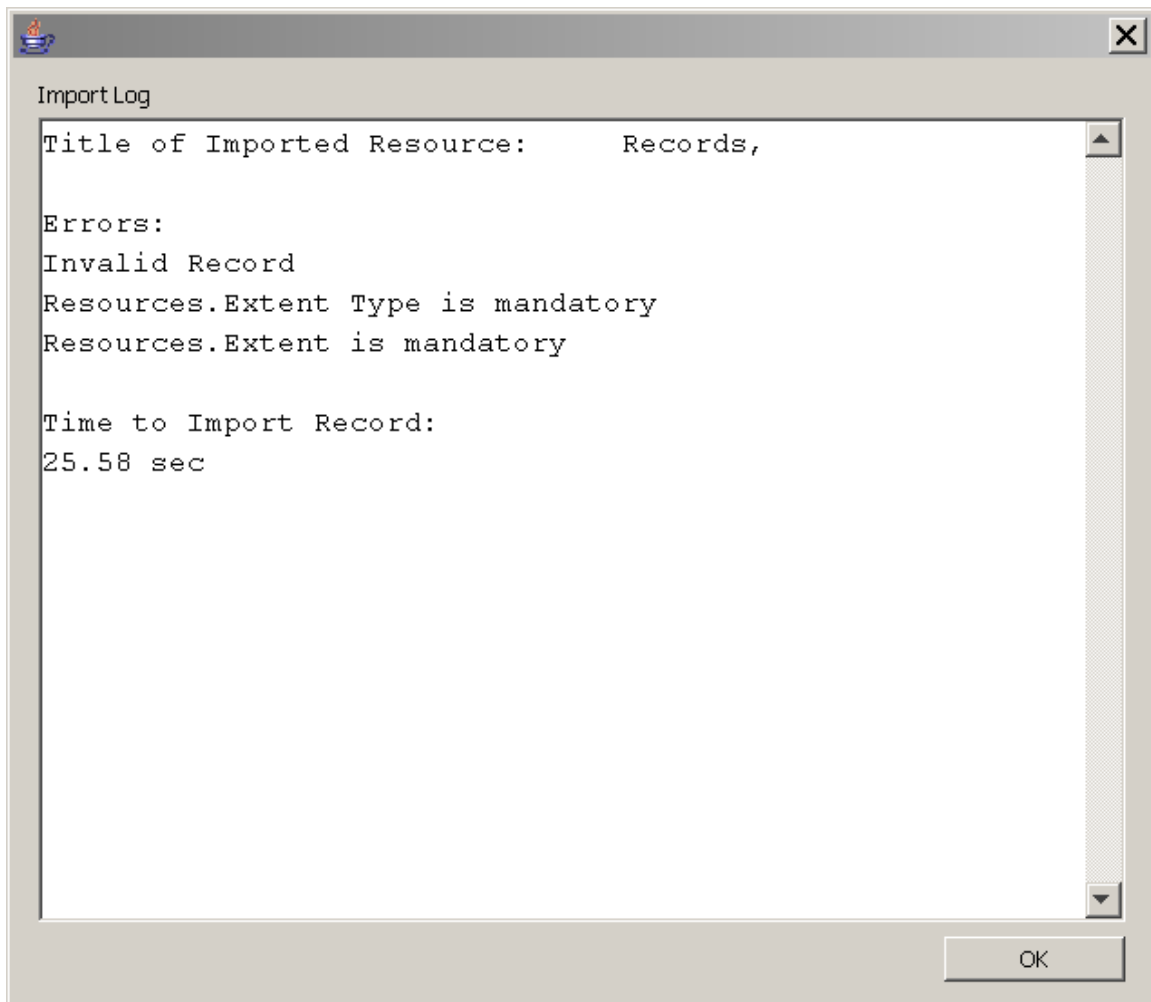 Import Log
Title of Imported Resource: Records,
Errors:
Invalid Record
Resources.Extent Type is mandatory
Resources.Extent is mandatory
Time to Import Record:
25.58 sec
OK